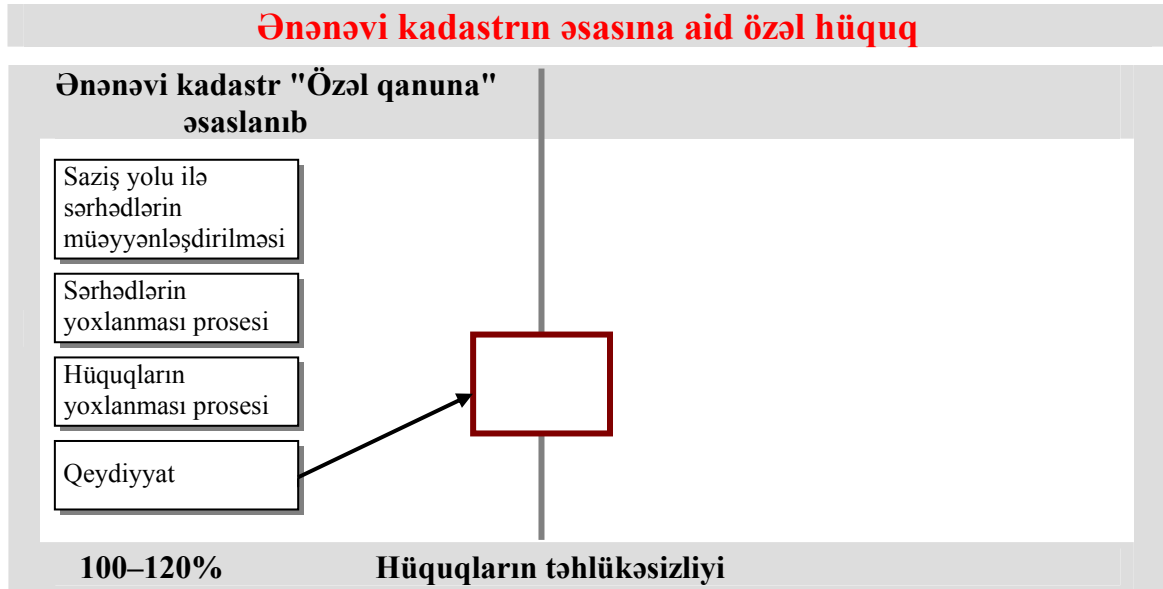 Ənənəvi kadastrın əsasına aid özəl hüquq
Ənənəvi kadastr "Özəl qanuna"
əsaslanıb
Saziş yolu ilə
sərhədlərin
müəyyənləşdirilməsi
Sərhədlərin
yoxlanması prosesi
Hüquqların
yoxlanması prosesi
Qeydiyyat
100–120% Hüquqların təhlükəsizliyi